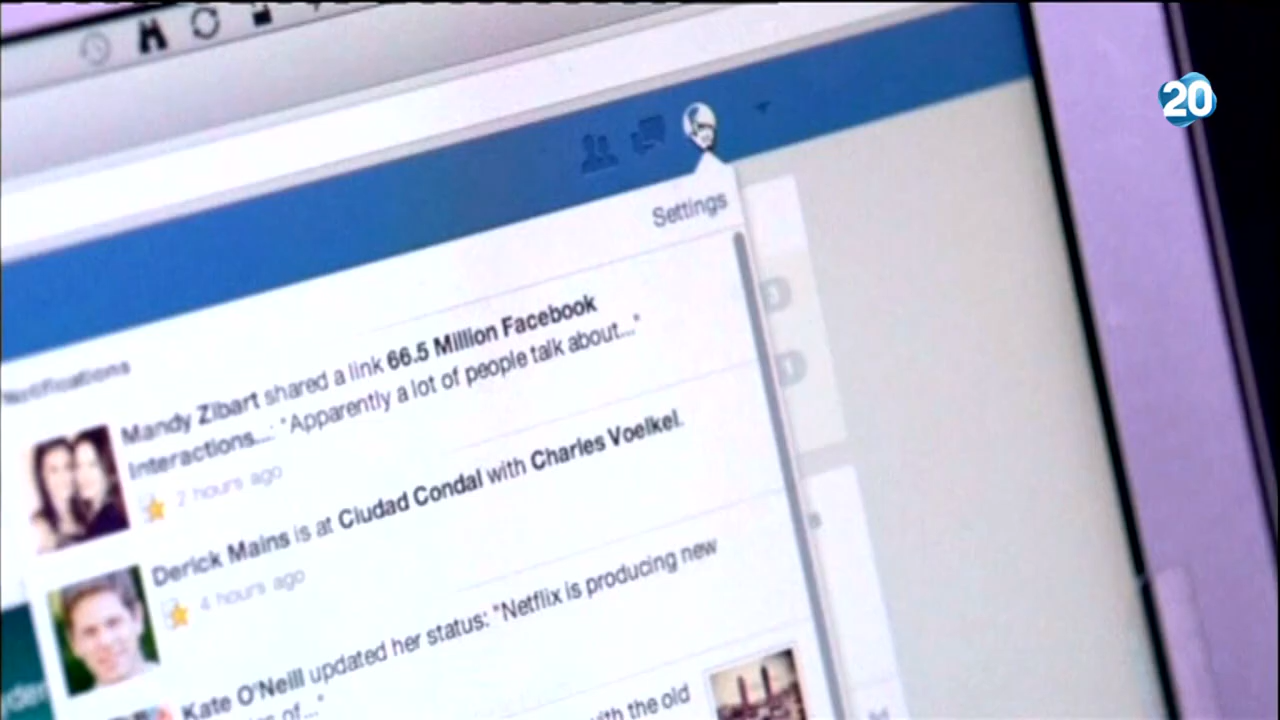 20
Settings
Notifications
Mandy Zibart shared a link 66.5 Million Facebook
Interactions...: "Apparently a lot of people talk about..."
2 hours ago
Derick Mains is at Ciudad Condal with Charles Voelkel.
4 hours ago
Kate O'Neill updated her status: "Netflix is producing new
of..."
with the old